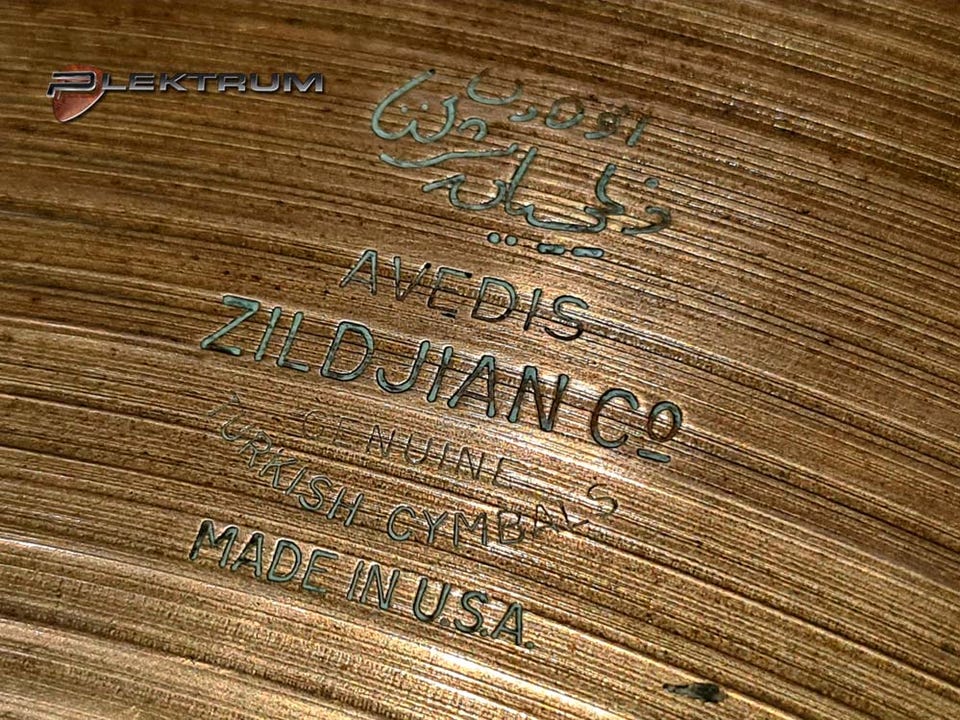 PLEKTRUM
AVEDIS
ZILDJIAN Co
GENUINE
TURKISH CYMBALS
MADE IN U.S.A.